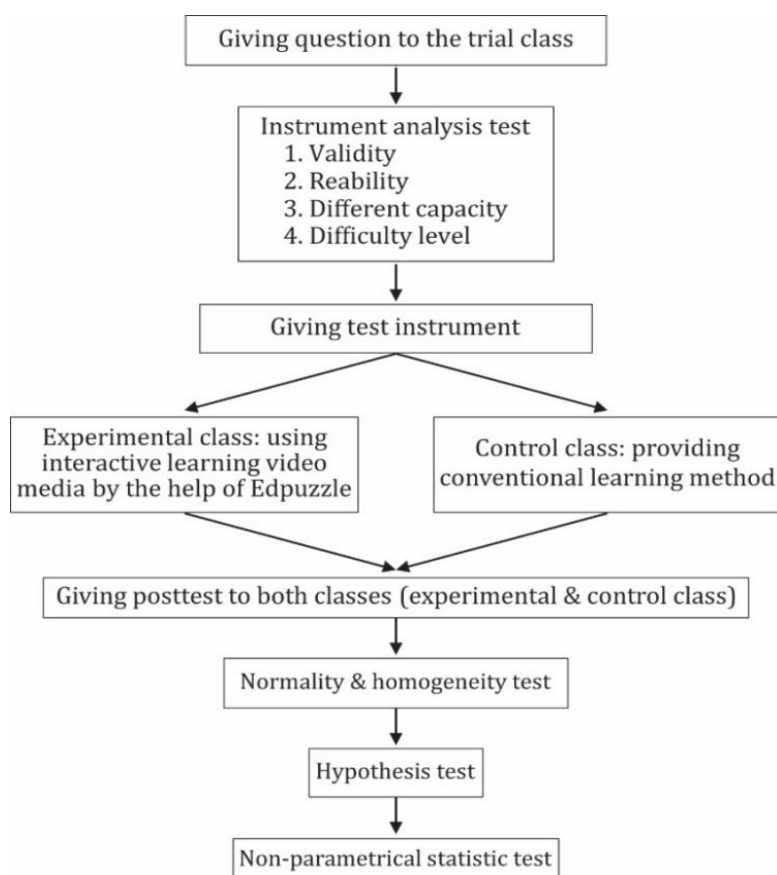 Giving question to the trial class
Instrument analysis test
1. Validity
2. Reability
3. Different capacity
4. Difficulty level
Giving test instrument
Experimental class: using
interactive learning video
media by the help of Edpuzzle
Control class: providing
conventional learning method
Giving posttest to both classes (experimental & control class)
Normality & homogeneity test
Hypothesis test
Non-parametrical statistic test